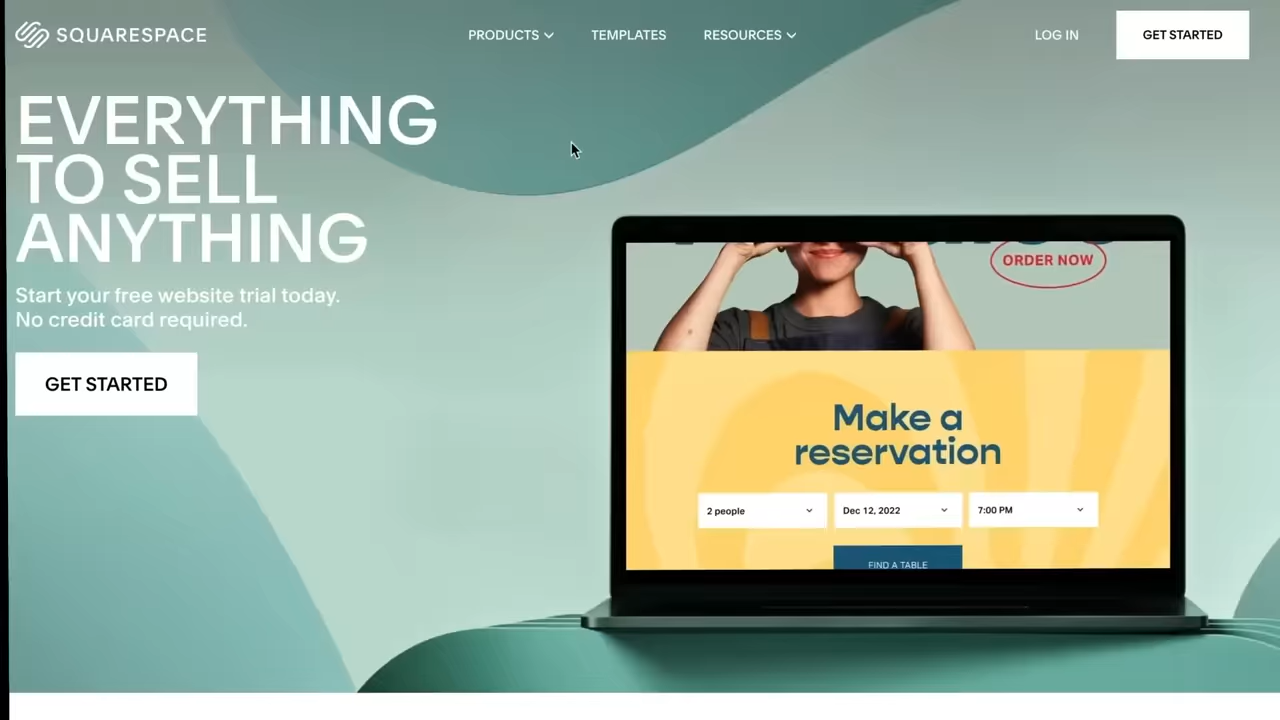 SQUARESPACE
PRODUCTS
TEMPLATES
RESOURCES
LOG IN
GET STARTED
EVERYTHING
TO SELL
ANYTHING
Start your free website trial today.
No credit card required.
GET STARTED
ORDER NOW
Make a
reservation
2 people
Dec 12, 2022
7:00 PM
FIND A TABLE